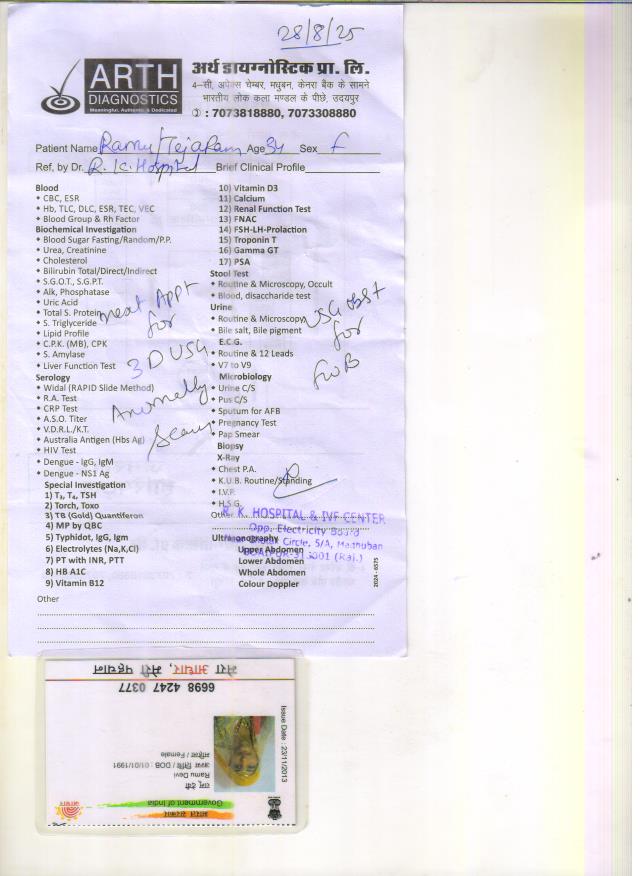 28/8/25
ARTH
DIAGNOSTICS
Meaningful, Authentic & Dedicated
अर्थ डायग्नोस्टिक प्रा. लि.
4–सी, अपेक्स चेम्बर, मधुबन, केनरा बैंक के सामने
भारतीय लोक कला मण्डल के पीछे, उदयपुर
: 7073818880, 7073308880
Patient Name Ramu/Tejaram Age 34 Sex F
Ref, by Dr. R.K. Hospital Brief Clinical Profile
Blood
• CBC, ESR
• Hb, TLC, DLC, ESR, TEC, VEC
• Blood Group & Rh Factor
Biochemical Investigation
• Blood Sugar Fasting/Random/P.P.
• Urea, Creatinine
• Cholesterol
• Bilirubin Total/Direct/Indirect
• S.G.O.T., S.G.P.T.
• Alk, Phosphatase
• Uric Acid
• Total S. Protein
• S. Triglyceride
• Lipid Profile
• C.P.K. (MB), CPK
• S. Amylase
• Liver Function Test
Serology
• Widal (RAPID Slide Method)
• R.A. Test
• CRP Test
• A.S.O. Titer
• V.D.R.L./K.T.
• Australia Antigen (Hbs Ag)
• HIV Test
• Dengue - IgG, IgM
• Dengue - NS1 Ag
Special Investigation
1) T₃, T₄, TSH
2) Torch, Toxo
3) TB (Gold) Quantiferon
4) MP by QBC
5) Typhidot, IgG, Igm
6) Electrolytes (Na,K,Cl)
7) PT with INR, PTT
8) HB A1C
9) Vitamin B12
Other
next Appt
for
3D USG
Anomally
Scan
10) Vitamin D3
11) Calcium
12) Renal Function Test
13) FNAC
14) FSH-LH-Prolaction
15) Troponin T
16) Gamma GT
17) PSA
Stool Test
• Routine & Microscopy, Occult
• Blood, disaccharide test
Urine
• Routine & Microscopy
• Bile salt, Bile pigment
E.C.G.
• Routine & 12 Leads
• V7 to V9
Microbiology
• Urine C/S
• Pus C/S
• Sputum for AFB
• Pregnancy Test
• Pap Smear
Biopsy
X-Ray
• Chest P.A.
• K.U.B. Routine/Standing
• I.V.P.
• H.S.G.
Other
Ultrasonography
Upper Abdomen
Lower Abdomen
Whole Abdomen
Colour Doppler
USG Obst
for
FWB
R. K. HOSPITAL & IVF CENTER
Opp. Electricity Board
Circle, 5/A, Madhuban
UDAIPUR-313001 (Raj.)
2024 - 6575
भारत सरकार
Government of India
रामु देवी
Ramu Devi
जन्म तिथि / DOB : 01/01/1991
महिला / Female
Issue Date : 23/11/2013
6698 4247 0377
मेरा आधार, मेरी पहचान